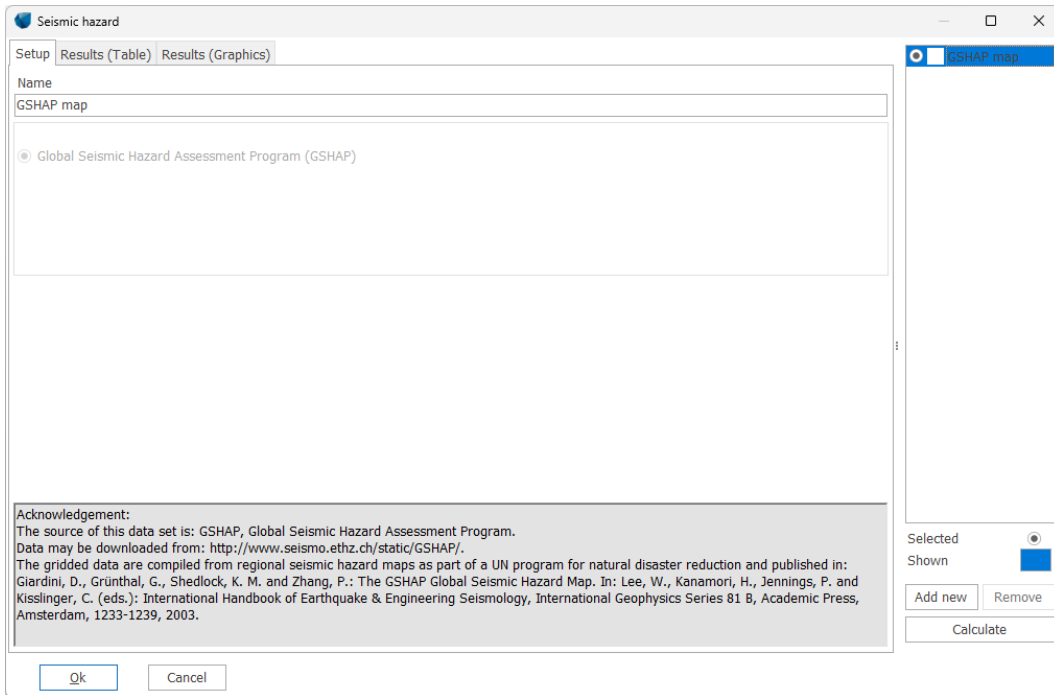 Seismic hazard
Setup Results (Table) Results (Graphics)
Name
GSHAP map
Global Seismic Hazard Assessment Program (GSHAP)
Acknowledgement:
The source of this data set is: GSHAP, Global Seismic Hazard Assessment Program.
Data may be downloaded from: http://www.seismo.ethz.ch/static/GSHAP/.
The gridded data are compiled from regional seismic hazard maps as part of a UN program for natural disaster reduction and published in:
Giardini, D., Grünthal, G., Shedlock, K. M. and Zhang, P.: The GSHAP Global Seismic Hazard Map. In: Lee, W., Kanamori, H., Jennings, P. and
Kisslinger, C. (eds.): International Handbook of Earthquake & Engineering Seismology, International Geophysics Series 81 B, Academic Press,
Amsterdam, 1233-1239, 2003.
GSHAP map
Selected
Shown
Add new Remove
Calculate
Ok Cancel